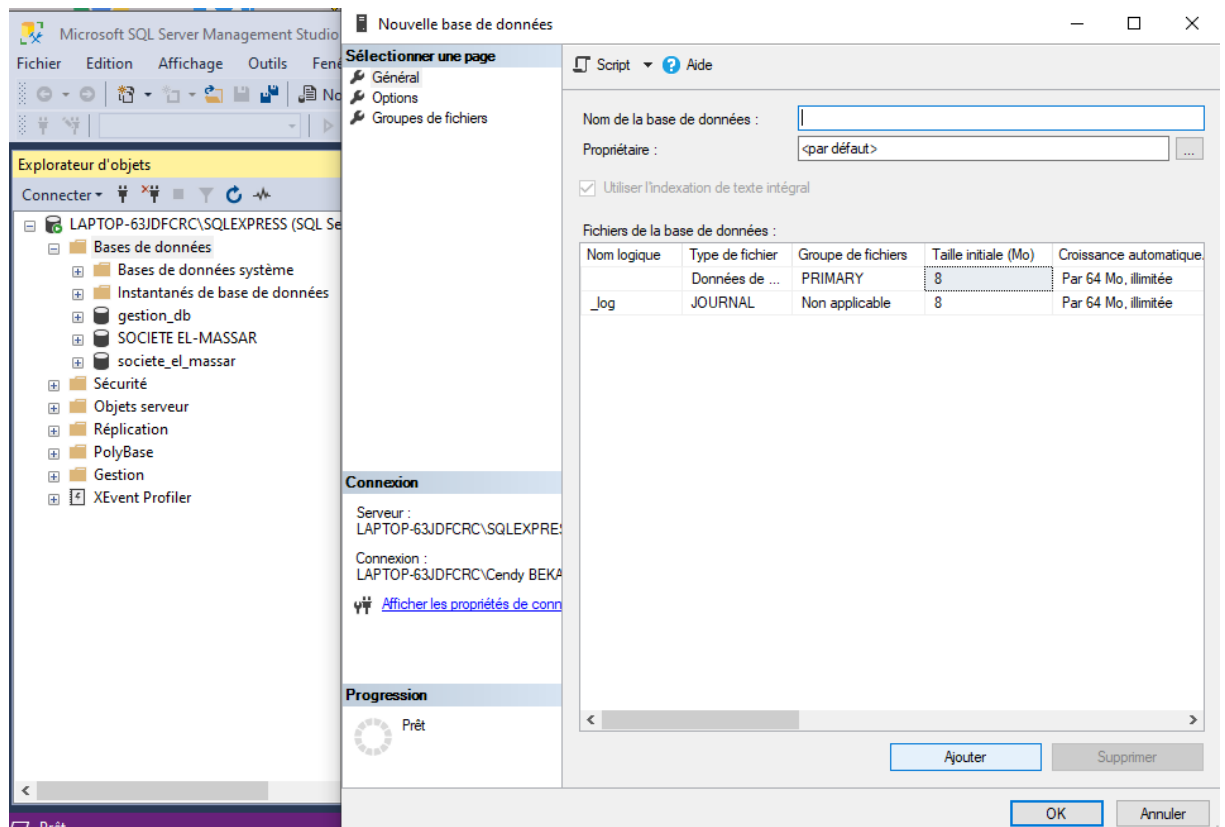 Microsoft SQL Server Management Studio
Fichier Edition Affichage Outils Fenê
No
Explorateur d'objets
Connecter
LAPTOP-63JDFCRC\SQLEXPRESS (SQL Se
Bases de données
Bases de données système
Instantanés de base de données
gestion_db
SOCIETE EL-MASSAR
societe_el_massar
Sécurité
Objets serveur
Réplication
PolyBase
Gestion
XEvent Profiler
Prêt
Nouvelle base de données
Sélectionner une page
Général
Options
Groupes de fichiers
Connexion
Serveur :
LAPTOP-63JDFCRC\SQLEXPRE
Connexion :
LAPTOP-63JDFCRC\Cendy BEKA
Afficher les propriétés de conn
Progression
Prêt
Script Aide
Nom de la base de données :
Propriétaire : <par défaut> ...
Utiliser l'indexation de texte intégral
Fichiers de la base de données :
Nom logique Type de fichier Groupe de fichiers Taille initiale (Mo) Croissance automatique.
Données de ... PRIMARY 8 Par 64 Mo, illimitée
_log JOURNAL Non applicable 8 Par 64 Mo, illimitée
Ajouter Supprimer
OK Annuler